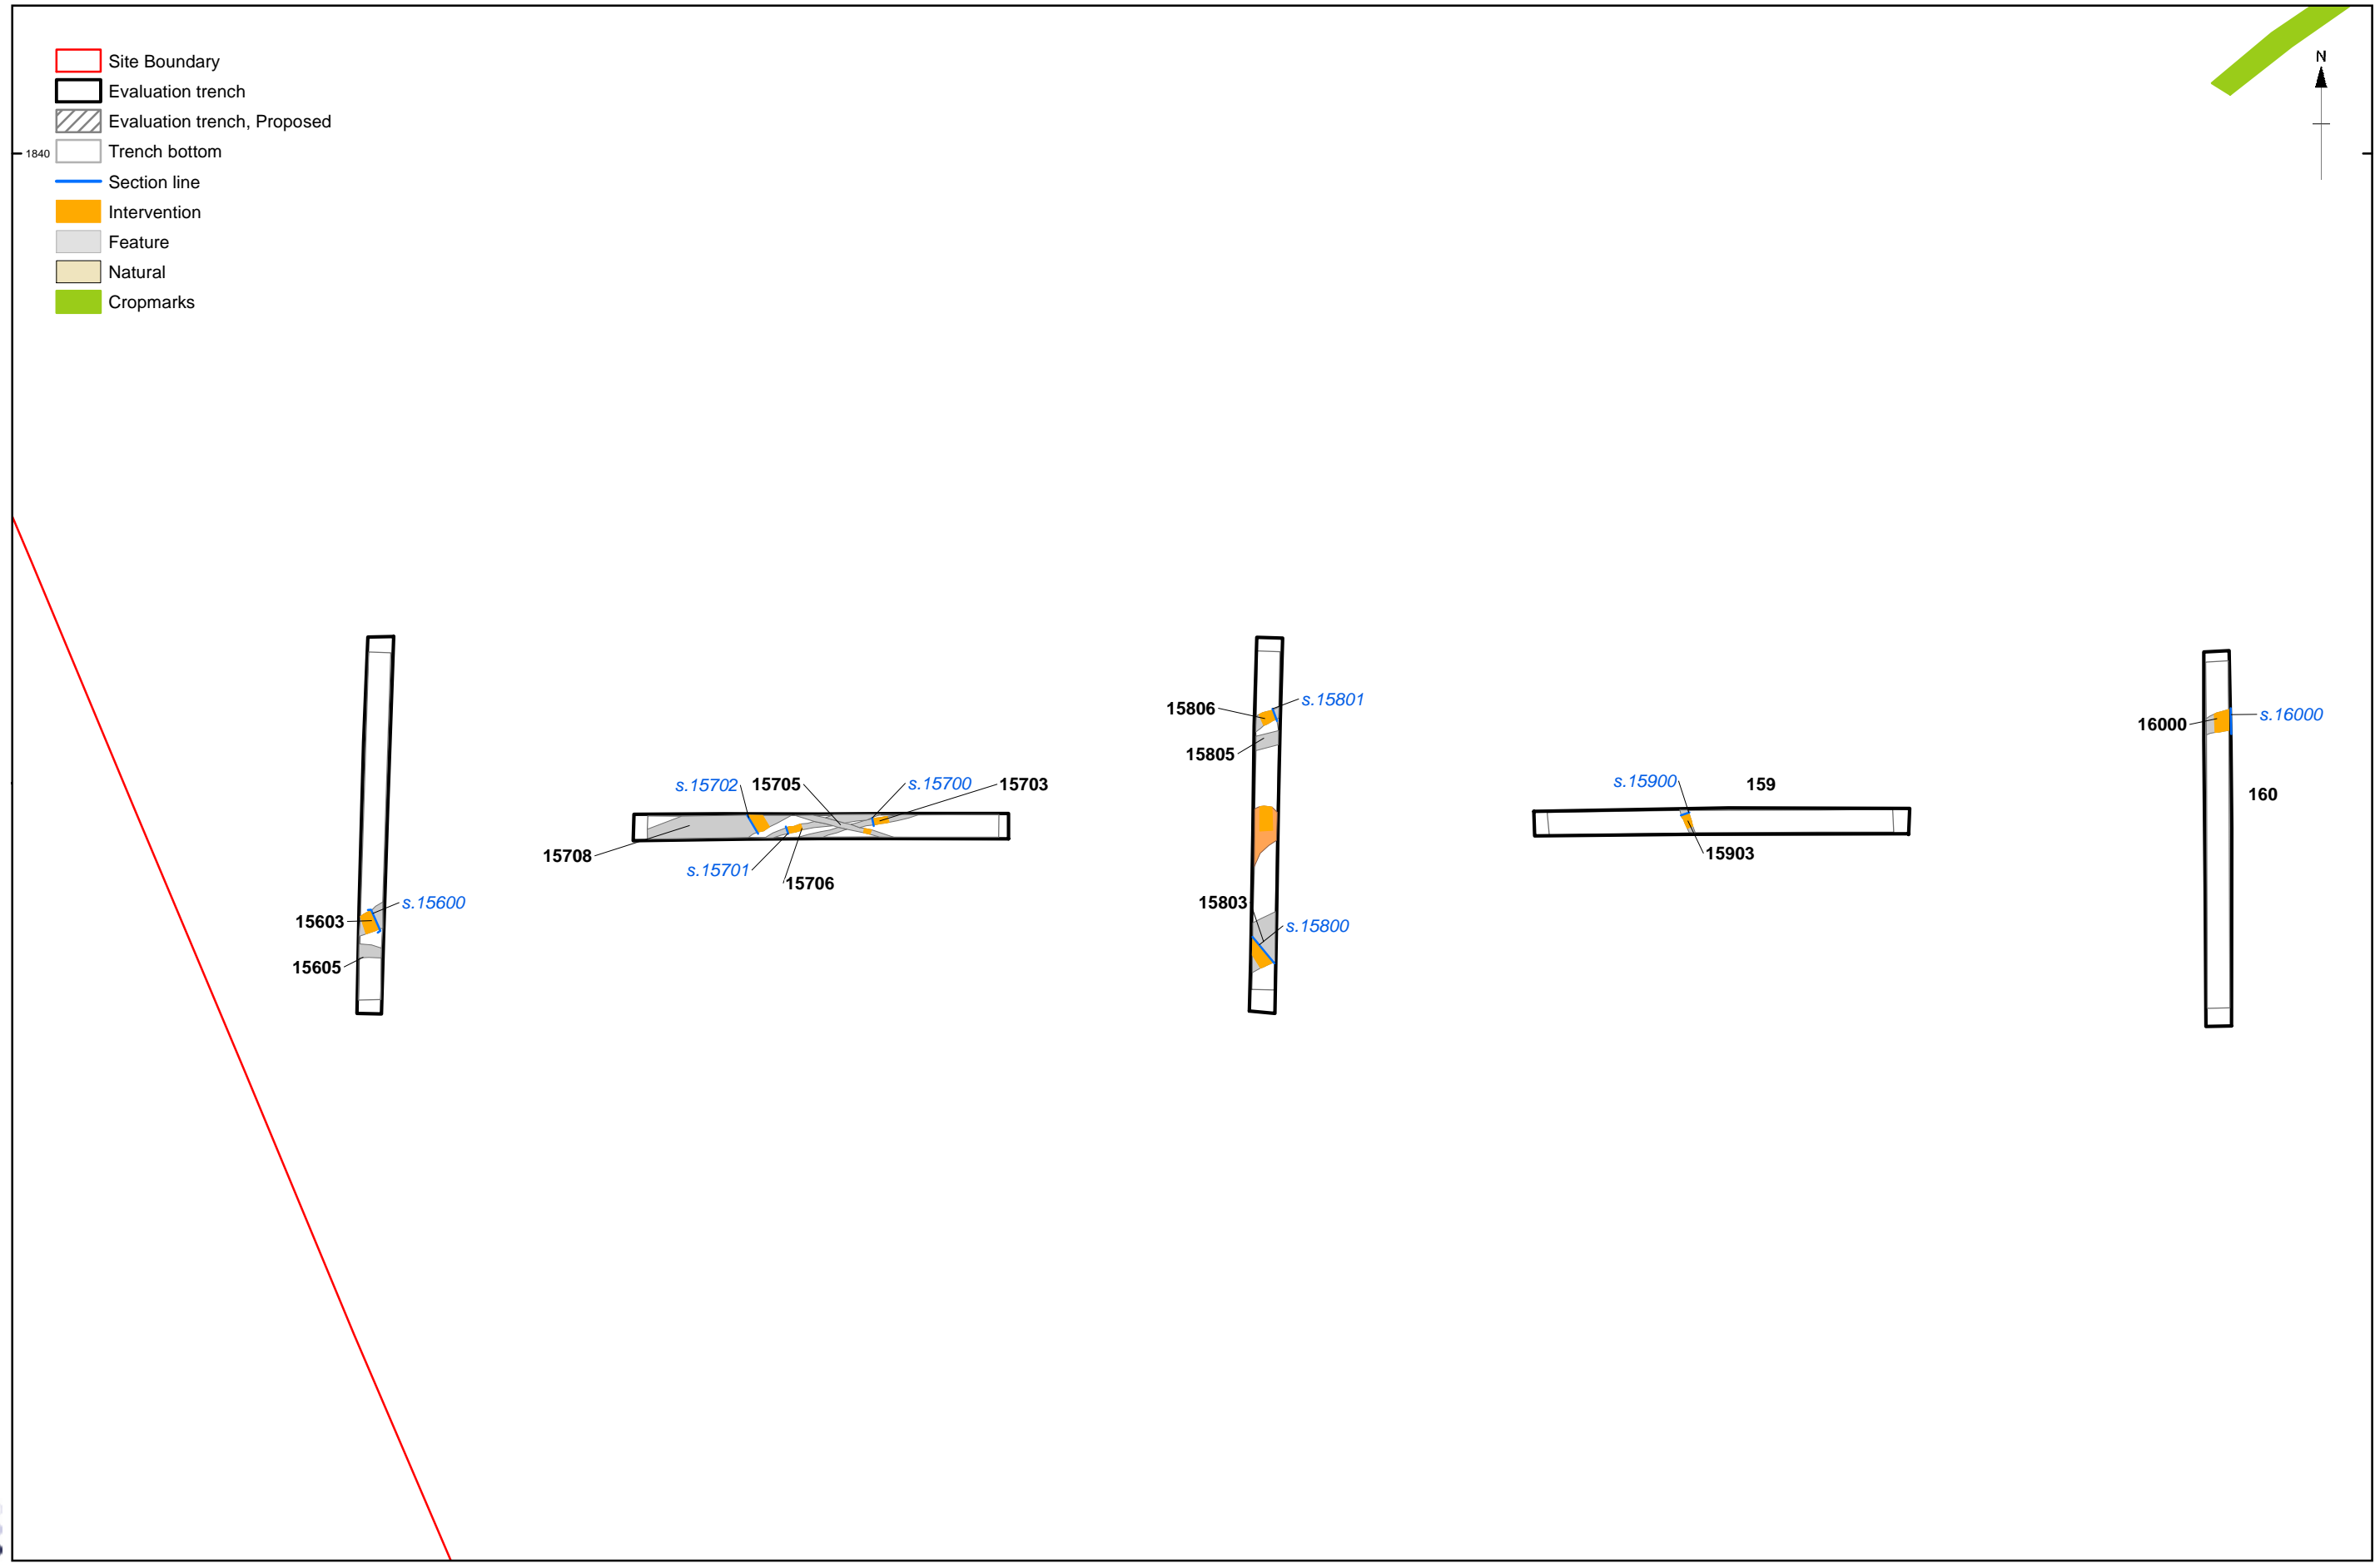 Site Boundary
Evaluation trench
Evaluation trench, Proposed
Trench bottom
Section line
Intervention
Feature
Natural
Cropmarks
1840
N
15806
s.15801
15805
16000
s.16000
160
s.15702
15705
s.15700
15703
s.15900
159
15708
s.15701
15706
15903
15603
s.15600
15605
15803
s.15800